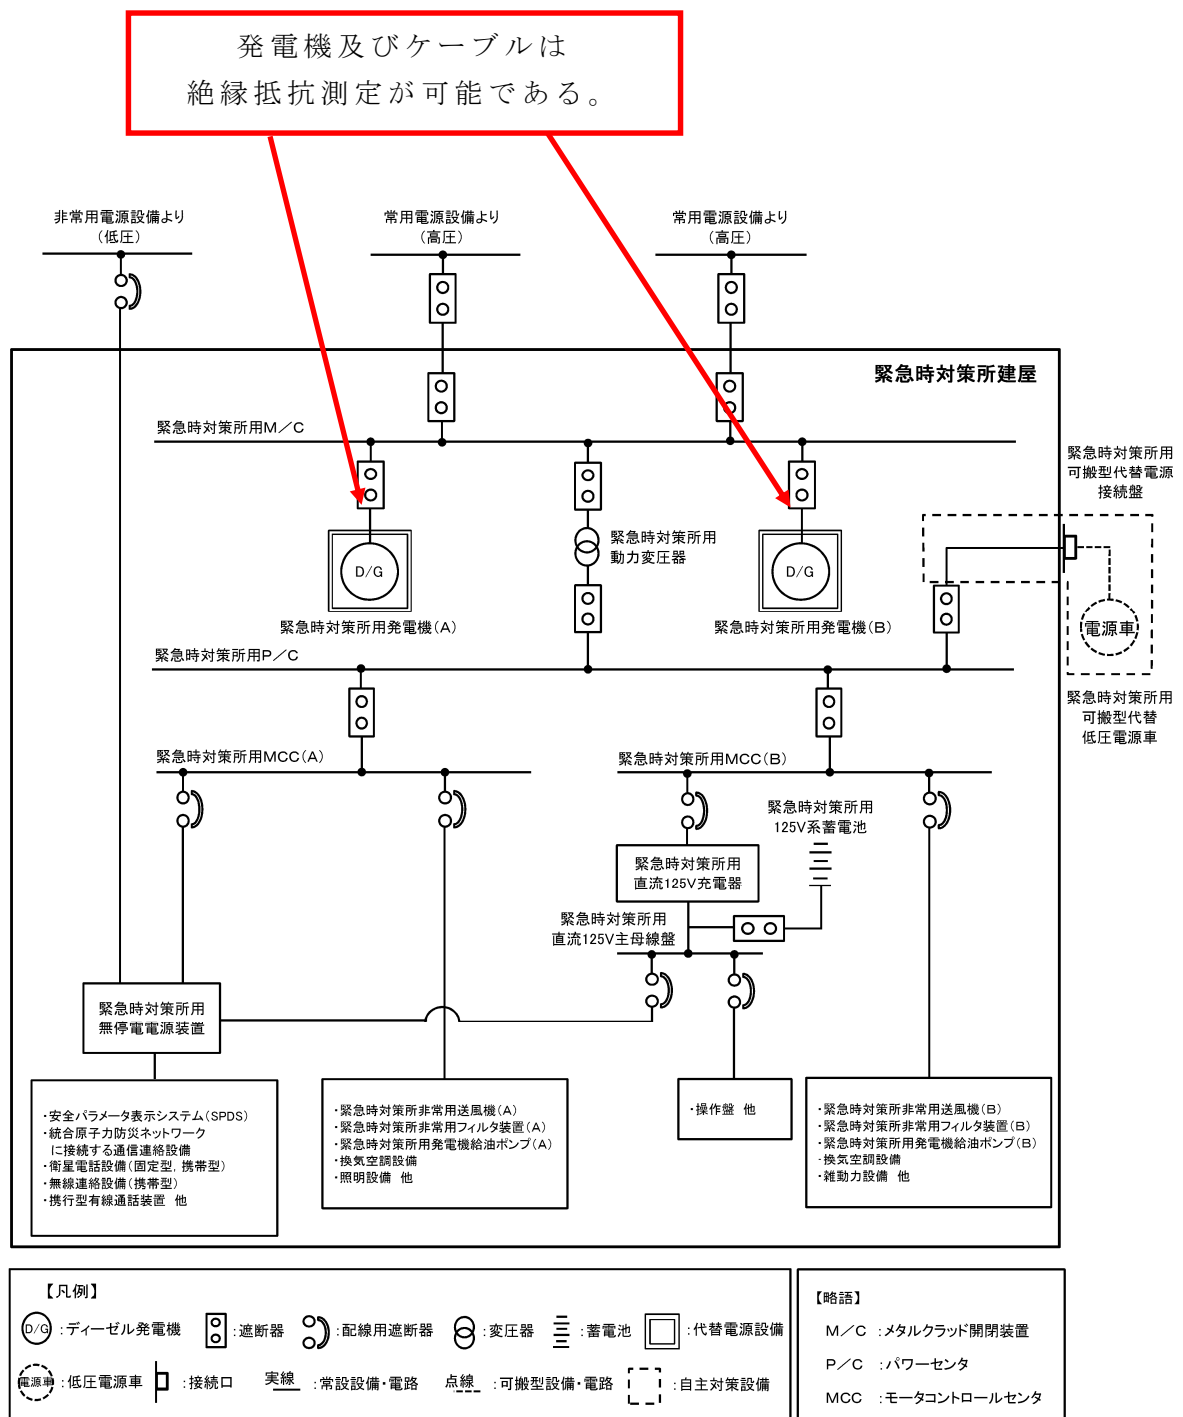 発電機及びケーブルは
絶縁抵抗測定が可能である。
非常用電源設備より
(低圧)
常用電源設備より
(高圧)
常用電源設備より
(高圧)
緊急時対策所建屋
緊急時対策所用M／C
緊急時対策所用
可搬型代替電源
接続盤
緊急時対策所用
動力変圧器
D/G
D/G
緊急時対策所用発電機(A)
緊急時対策所用発電機(B)
電源車
緊急時対策所用P／C
緊急時対策所用
可搬型代替
低圧電源車
緊急時対策所用MCC(A)
緊急時対策所用MCC(B)
緊急時対策所用
125V系蓄電池
緊急時対策所用
直流125V充電器
緊急時対策所用
直流125V主母線盤
緊急時対策所用
無停電電源装置
・安全パラメータ表示システム(SPDS)
・統合原子力防災ネットワーク
に接続する通信連絡設備
・衛星電話設備(固定型，携帯型)
・無線連絡設備(携帯型)
・携行型有線通話装置 他
・緊急時対策所非常用送風機(A)
・緊急時対策所非常用フィルタ装置(A)
・緊急時対策所用発電機給油ポンプ(A)
・換気空調設備
・照明設備 他
・操作盤 他
・緊急時対策所非常用送風機(B)
・緊急時対策所非常用フィルタ装置(B)
・緊急時対策所用発電機給油ポンプ(B)
・換気空調設備
・雑動力設備 他
【凡例】
D/G :ディーゼル発電機
:遮断器
:配線用遮断器
:変圧器
:蓄電池
:代替電源設備
電源車 :低圧電源車
:接続口
実線 :常設設備・電路
点線 :可搬型設備・電路
:自主対策設備
【略語】
M／C :メタルクラッド開閉装置
P／C :パワーセンタ
MCC :モータコントロールセンタ